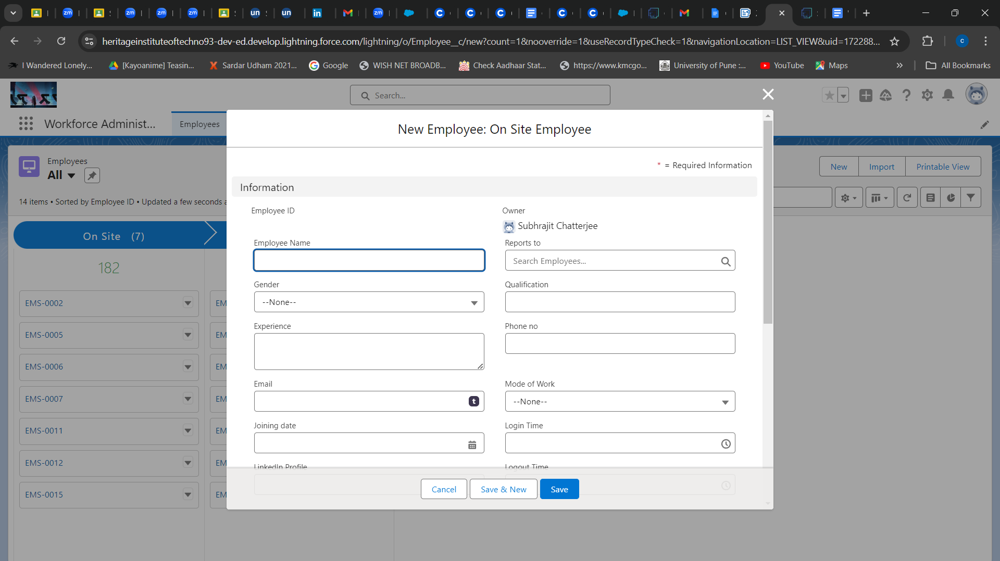 heritageinstituteoftechno93-dev-ed.develop.lightning.force.com/lightning/o/Employee__c/new?count=1&nooverride=1&useRecordTypeCheck=1&navigationLocation=LIST_VIEW&uid=172288...
I Wandered Lonely...
[Kayoanime] Teasin...
Sardar Udham 2021...
Google
WISH NET BROADB...
Check Aadhaar Stat...
https://www.kmcgo...
University of Pune :...
YouTube
Maps
All Bookmarks
Search...
Workforce Administ...
Employees
New Employee: On Site Employee
* = Required Information
Employees
All
New
Import
Printable View
14 items • Sorted by Employee ID • Updated a few seconds a
Information
Employee ID
Owner
Subhrajit Chatterjee
On Site (7)
182
Employee Name
Reports to
Search Employees...
Gender
Qualification
--None--
EMS-0002
EM
Experience
Phone no
EMS-0005
EM
EMS-0006
EM
Email
Mode of Work
--None--
EMS-0007
EM
Joining date
Login Time
EMS-0011
EM
LinkedIn Profile
Logout Time
EMS-0012
EM
Cancel
Save & New
Save
EMS-0015
EM